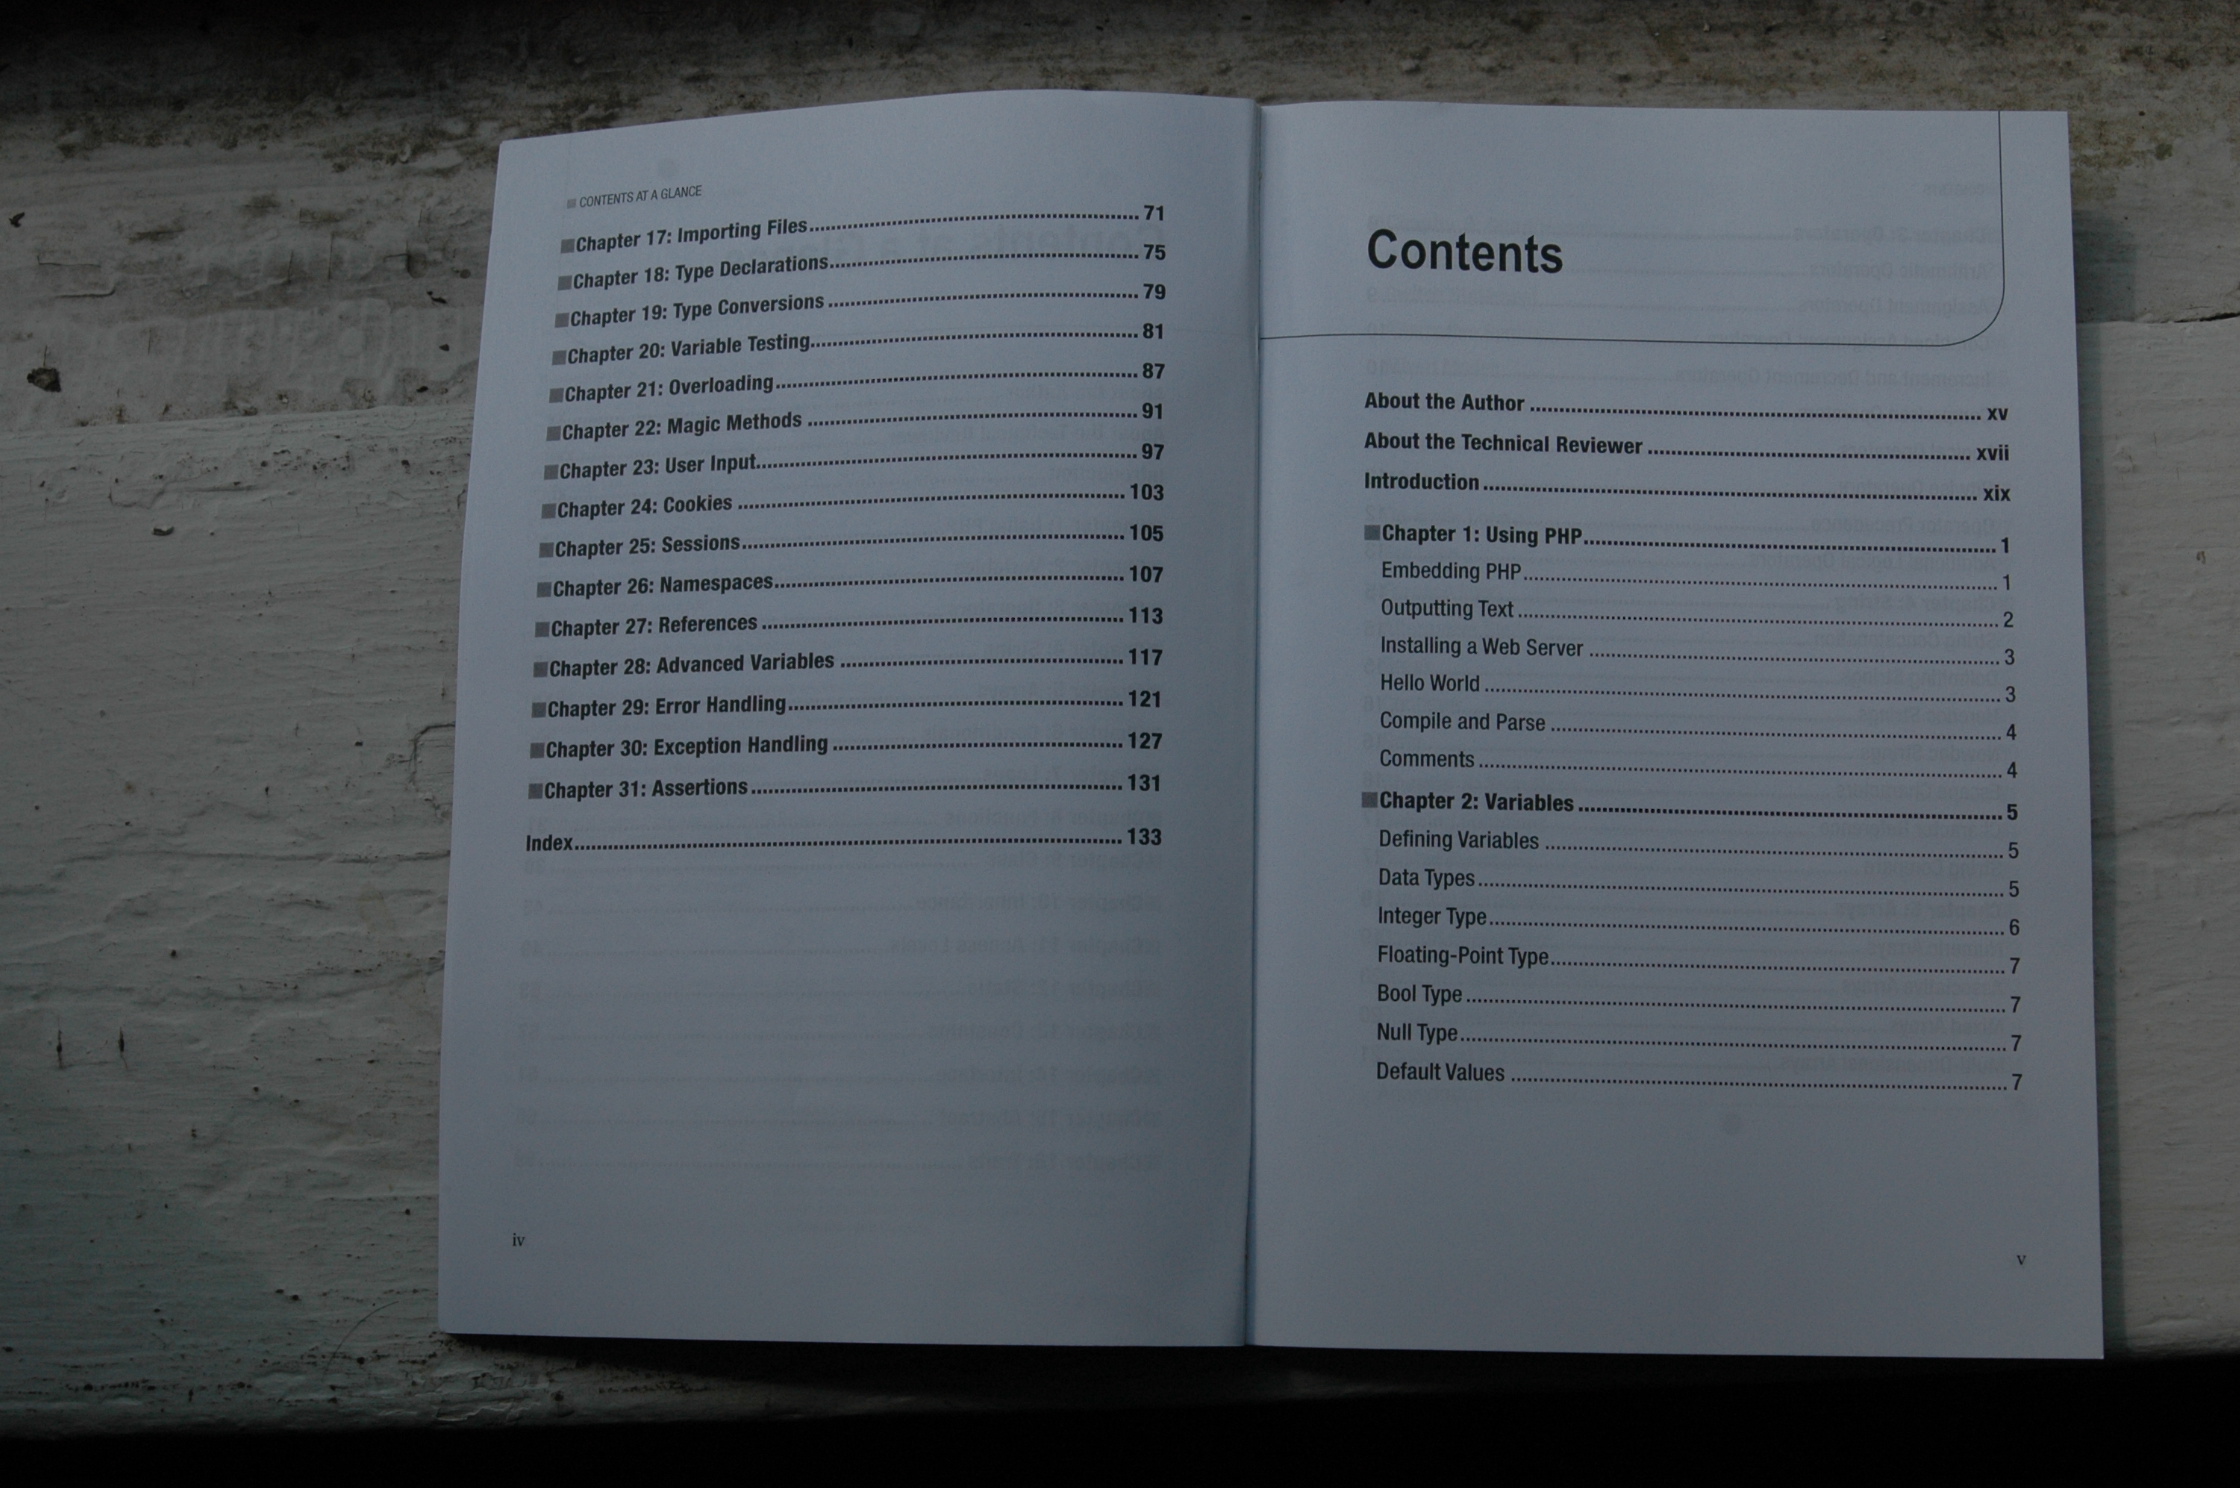 CONTENTS AT A GLANCE
Chapter 17: Importing Files 71
Chapter 18: Type Declarations 75
Chapter 19: Type Conversions 79
Chapter 20: Variable Testing 81
Chapter 21: Overloading 87
Chapter 22: Magic Methods 91
Chapter 23: User Input 97
Chapter 24: Cookies 103
Chapter 25: Sessions 105
Chapter 26: Namespaces 107
Chapter 27: References 113
Chapter 28: Advanced Variables 117
Chapter 29: Error Handling 121
Chapter 30: Exception Handling 127
Chapter 31: Assertions 131
Index 133
iv
Contents
About the Author xv
About the Technical Reviewer xvii
Introduction xix
Chapter 1: Using PHP 1
Embedding PHP 1
Outputting Text 2
Installing a Web Server 3
Hello World 3
Compile and Parse 4
Comments 4
Chapter 2: Variables 5
Defining Variables 5
Data Types 5
Integer Type 6
Floating-Point Type 7
Bool Type 7
Null Type 7
Default Values 7
v